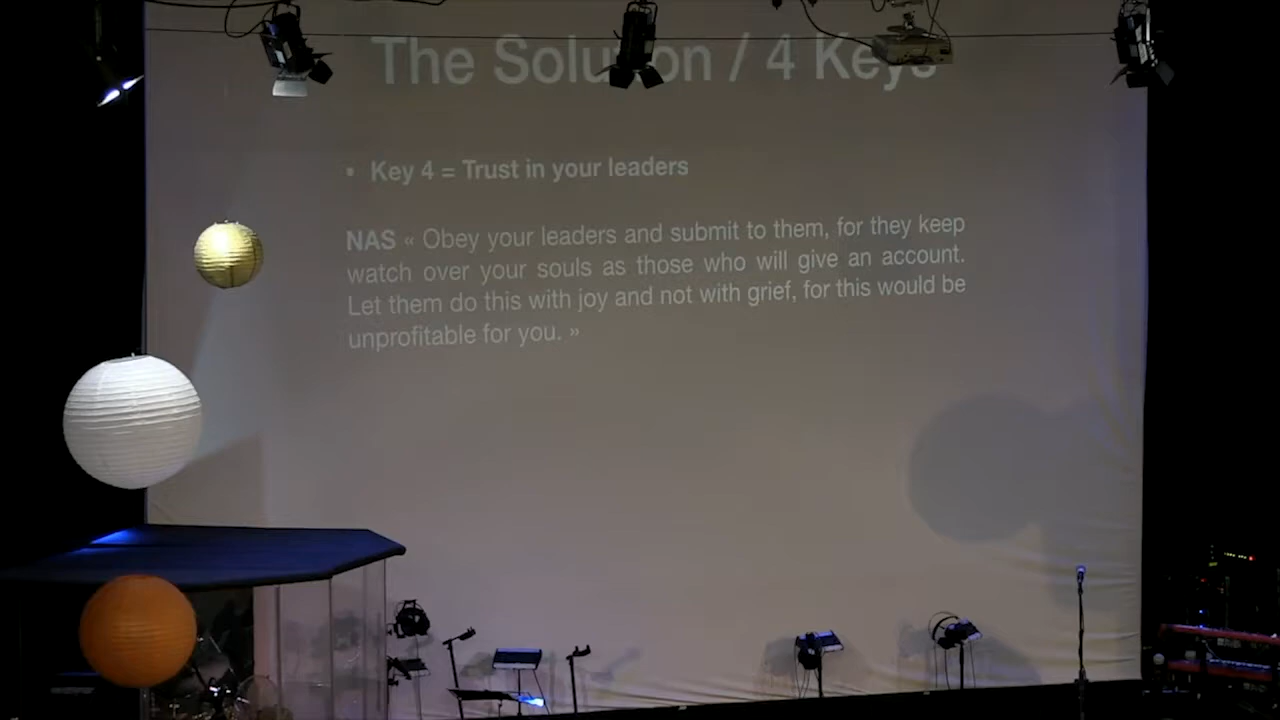 The Solution / 4 Keys
• Key 4 = Trust in your leaders
NAS « Obey your leaders and submit to them, for they keep
watch over your souls as those who will give an account.
Let them do this with joy and not with grief, for this would be
unprofitable for you. »